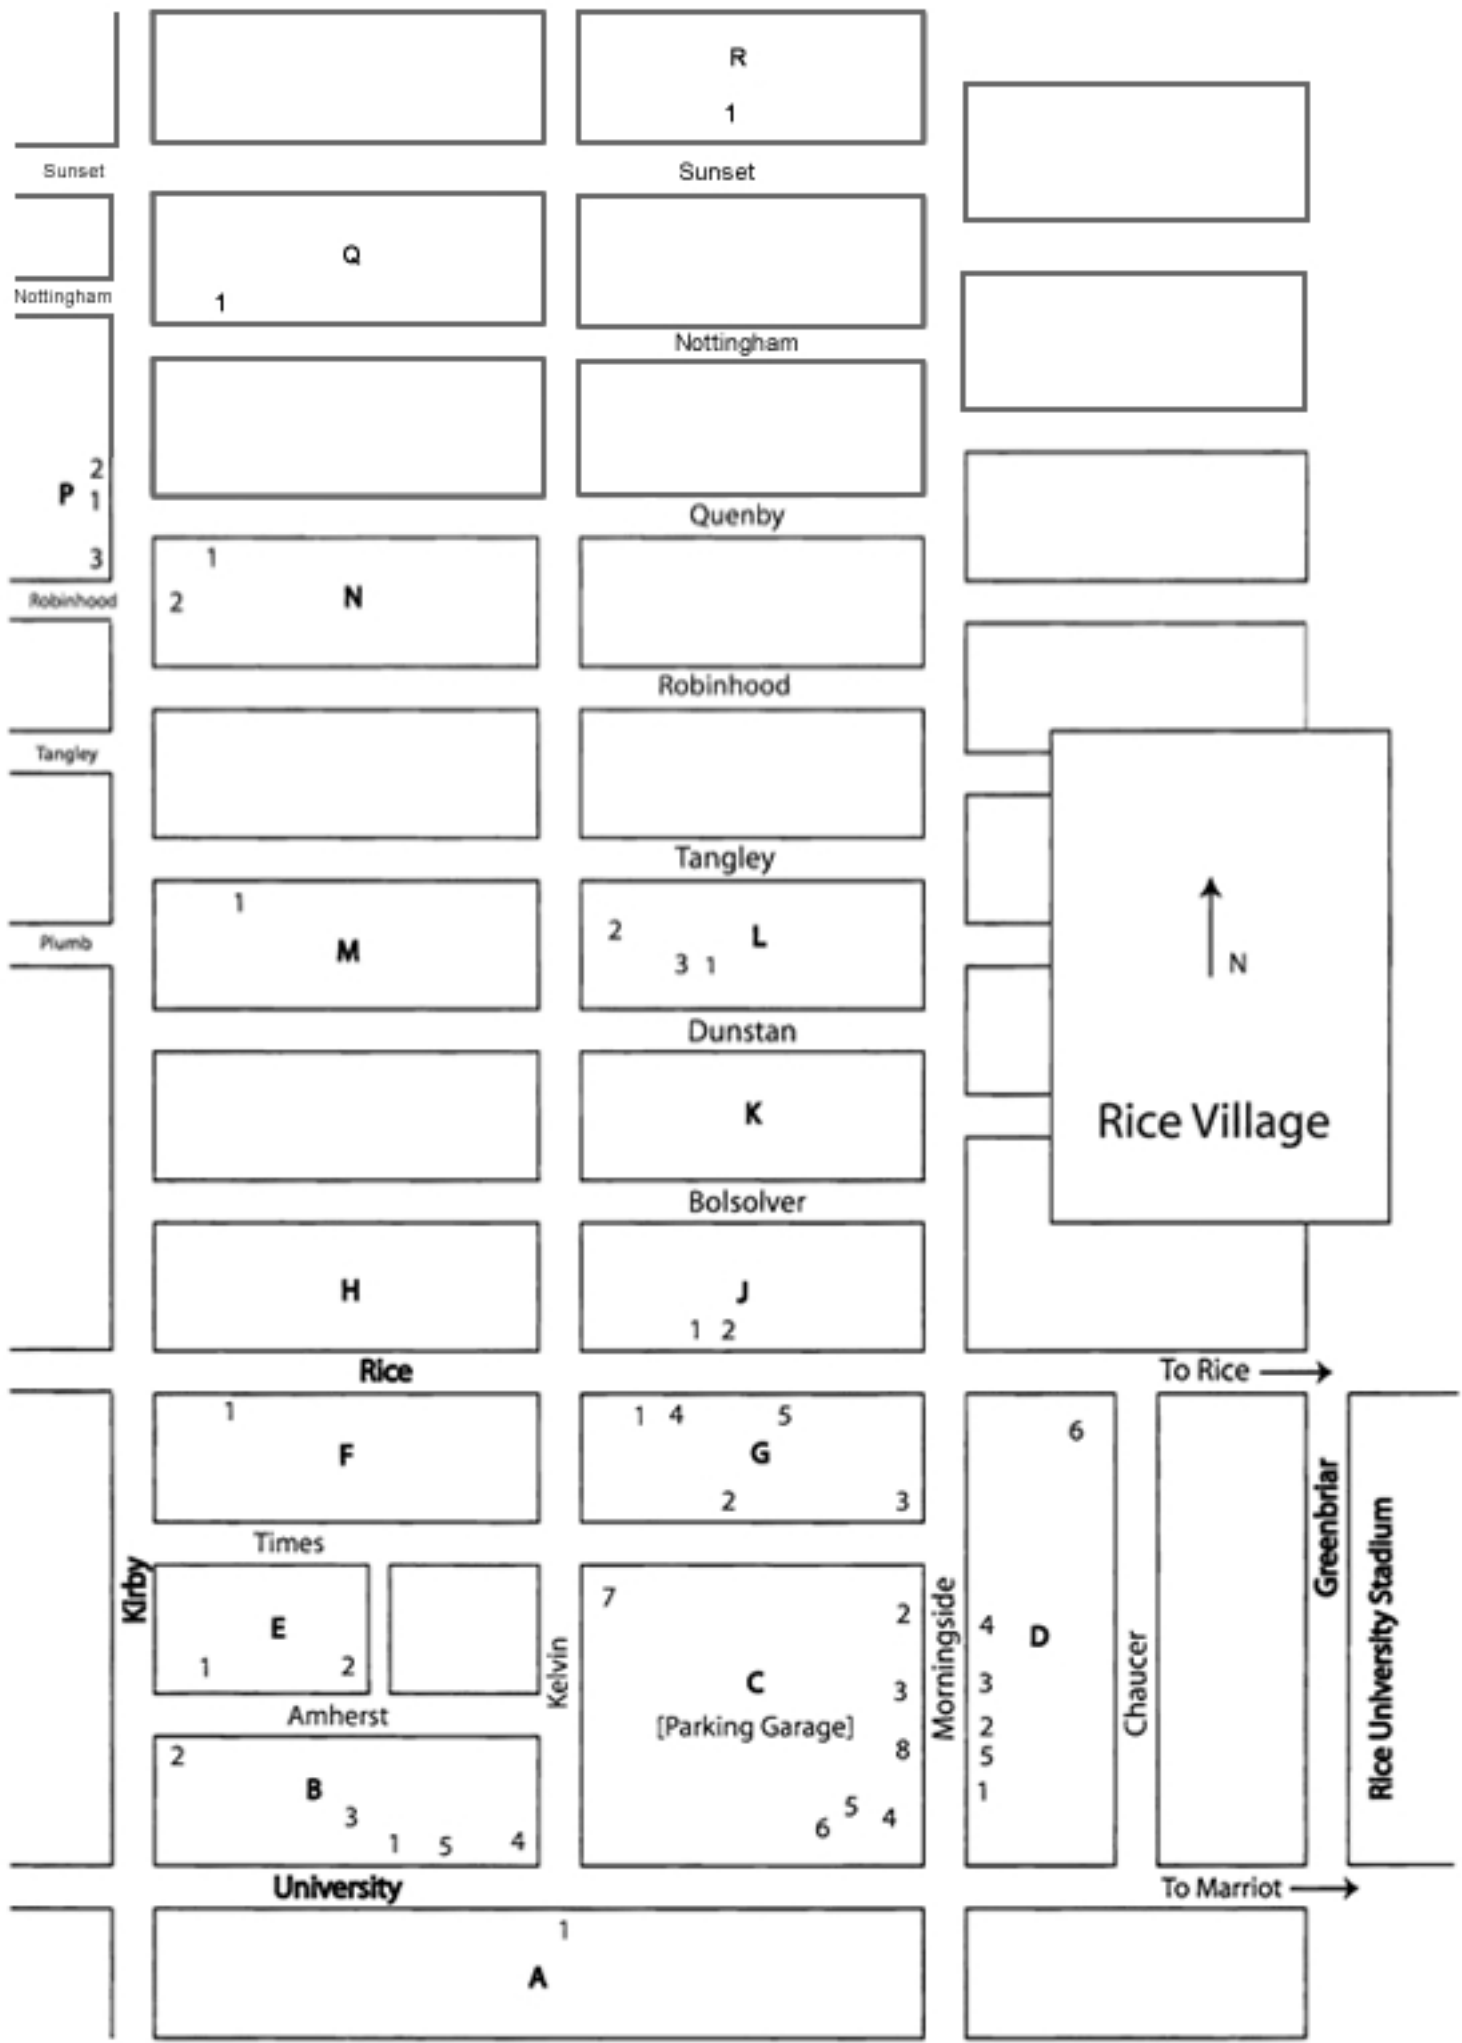 R
1
Sunset
Sunset
Q
1
Nottingham
Nottingham
2
P 1
3
Quenby
1
2 N
Robinhood
Robinhood
Tangley
Tangley
1
M
2 L
3 1
Plumb
N
Dunstan
K
Rice Village
Bolsolver
H
J
1 2
Rice
To Rice
1
F
1 4 5
G
2 3
6
Times
Kirby
E
1 2
Kelvin
7
2
C
3
[Parking Garage]
8
5 4
6
Morningside
4 D
3
2
5
1
Chaucer
Greenbriar
Rice University Stadium
Amherst
2
B
3
1 5 4
University
To Marriot
1
A